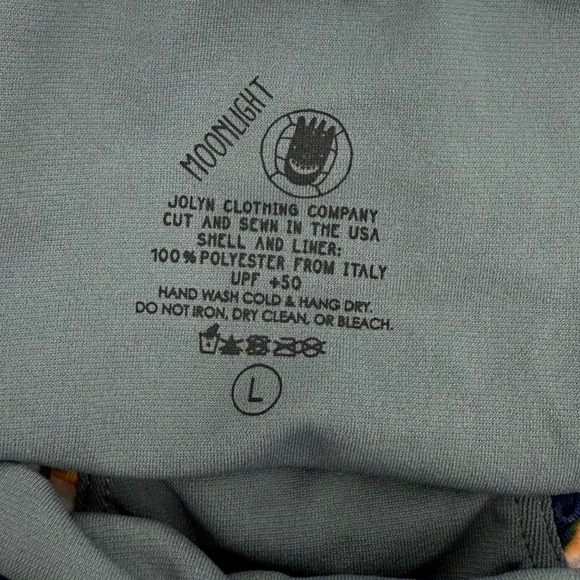 MOONLIGHT
JOLYN CLOTHING COMPANY
CUT AND SEWN IN THE USA
SHELL AND LINER:
100% POLYESTER FROM ITALY
UPF +50
HAND WASH COLD & HANG DRY.
DO NOT IRON, DRY CLEAN, OR BLEACH.
L